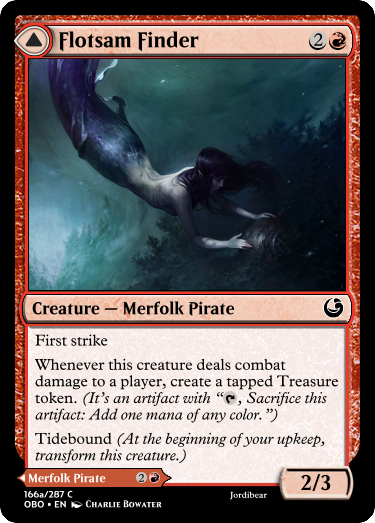 Flotsam Finder 2
Creature — Merfolk Pirate
First strike
Whenever this creature deals combat
damage to a player, create a tapped Treasure
token. (It's an artifact with “, Sacrifice this
artifact: Add one mana of any color.”)
Tidebound (At the beginning of your upkeep,
transform this creature.)
Merfolk Pirate 2
2/3
166a/287 C
OBO • EN Charlie Bowater
Jordibear